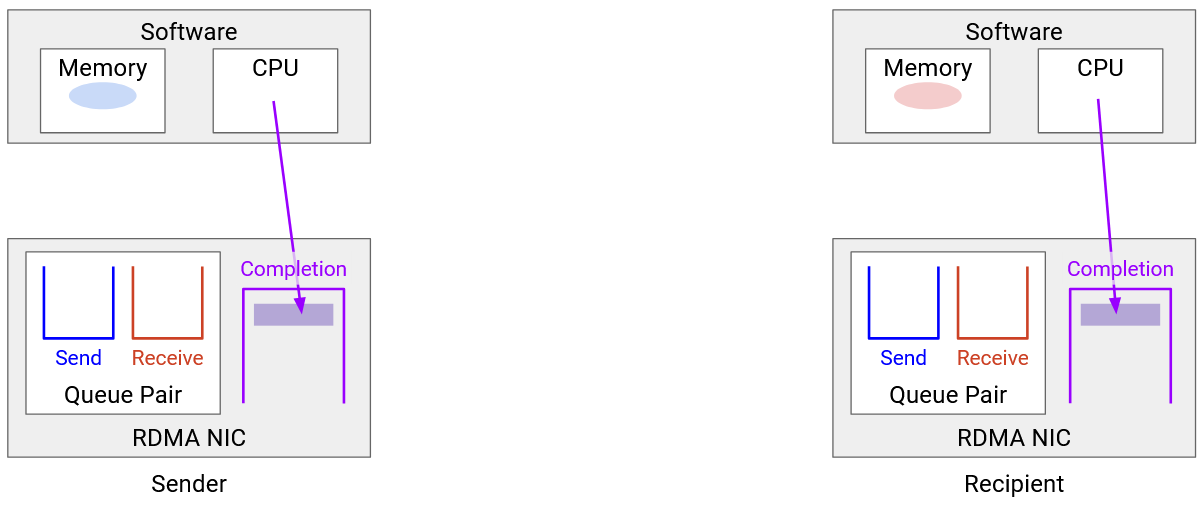 Software
Memory
CPU
Completion
Send
Receive
Queue Pair
RDMA NIC
Sender
Software
Memory
CPU
Completion
Send
Receive
Queue Pair
RDMA NIC
Recipient